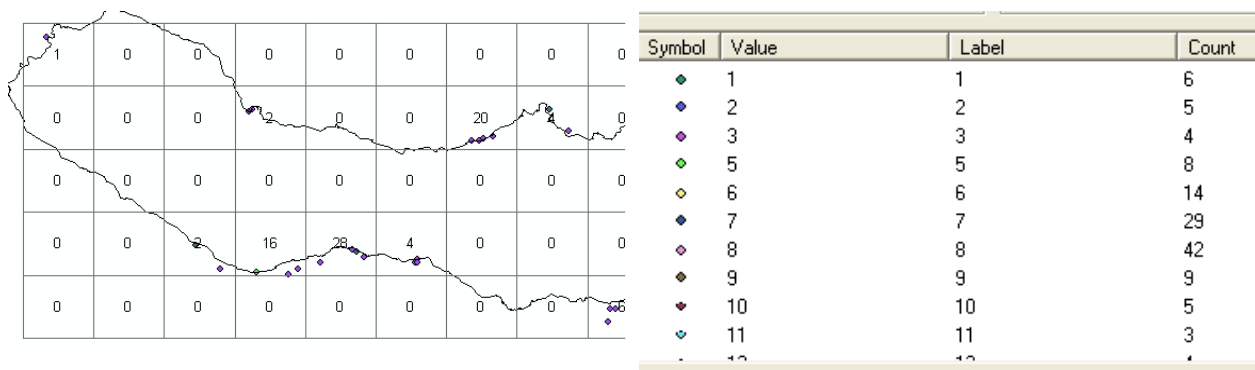 1 0 0 0 0 0 0 0 0
0 0 0 2 0 0 20 4 0
0 0 0 0 0 0 0 0 0
0 0 2 16 28 4 0 0 0
0 0 0 0 0 0 0 0 6
Symbol Value Label Count
1 1 6
2 2 5
3 3 4
5 5 8
6 6 14
7 7 29
8 8 42
9 9 9
10 10 5
11 11 3